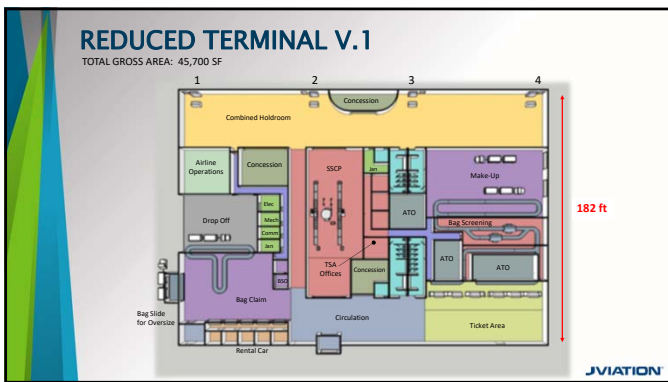 REDUCED TERMINAL V.1
TOTAL GROSS AREA: 45,700 SF
1 2 3 4
Concession
Combined Holdroom
Airline
Operations
Concession
SSCP
Jan
Make-Up
Elec
Mech
Comm
Jan
Drop Off
ATO
182 ft
Bag Screening
TSA
Offices
ATO
ATO
BSO
Concession
Bag Claim
Bag Slide
for Oversize
Circulation
Ticket Area
Rental Car
JVIATION